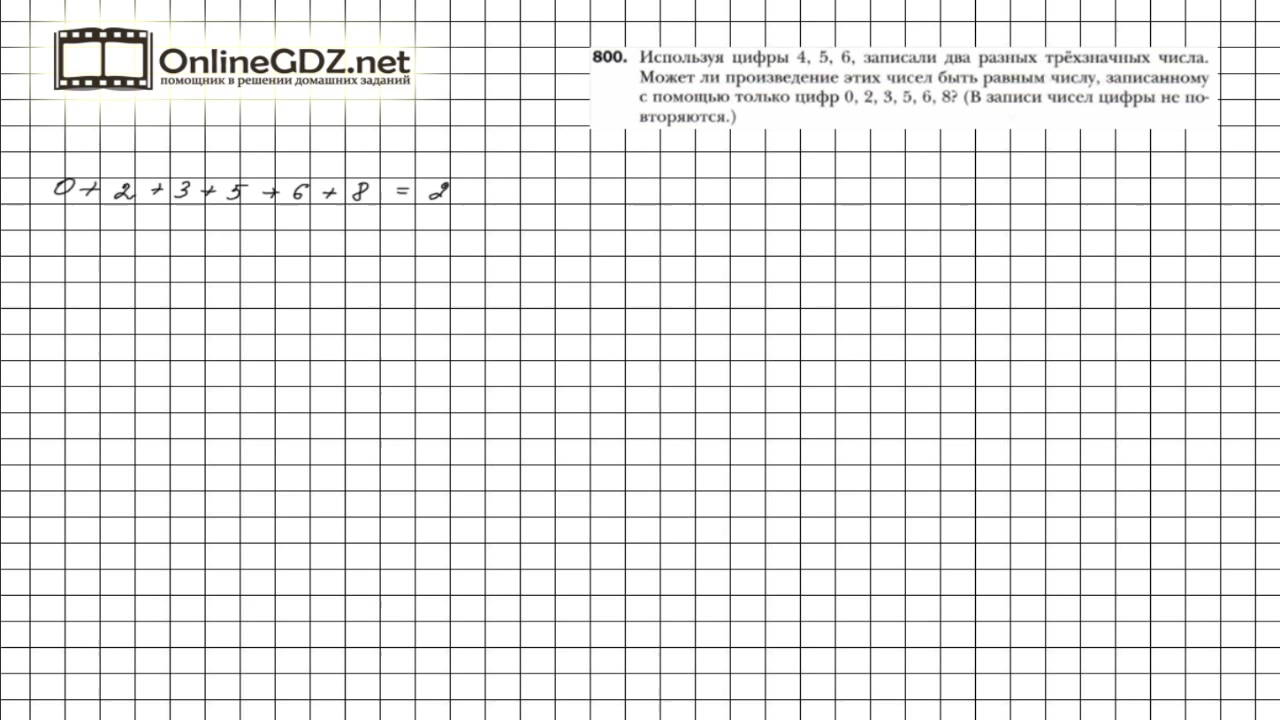 OnlineGDZ.net
помощник в решении домашних заданий
800. Используя цифры 4, 5, 6, записали два разных трёхзначных числа.
Может ли произведение этих чисел быть равным числу, записанному
с помощью только цифр 0, 2, 3, 5, 6, 8? (В записи чисел цифры не по-
вторяются.)
0 + 2 + 3 + 5 + 6 + 8 = 2